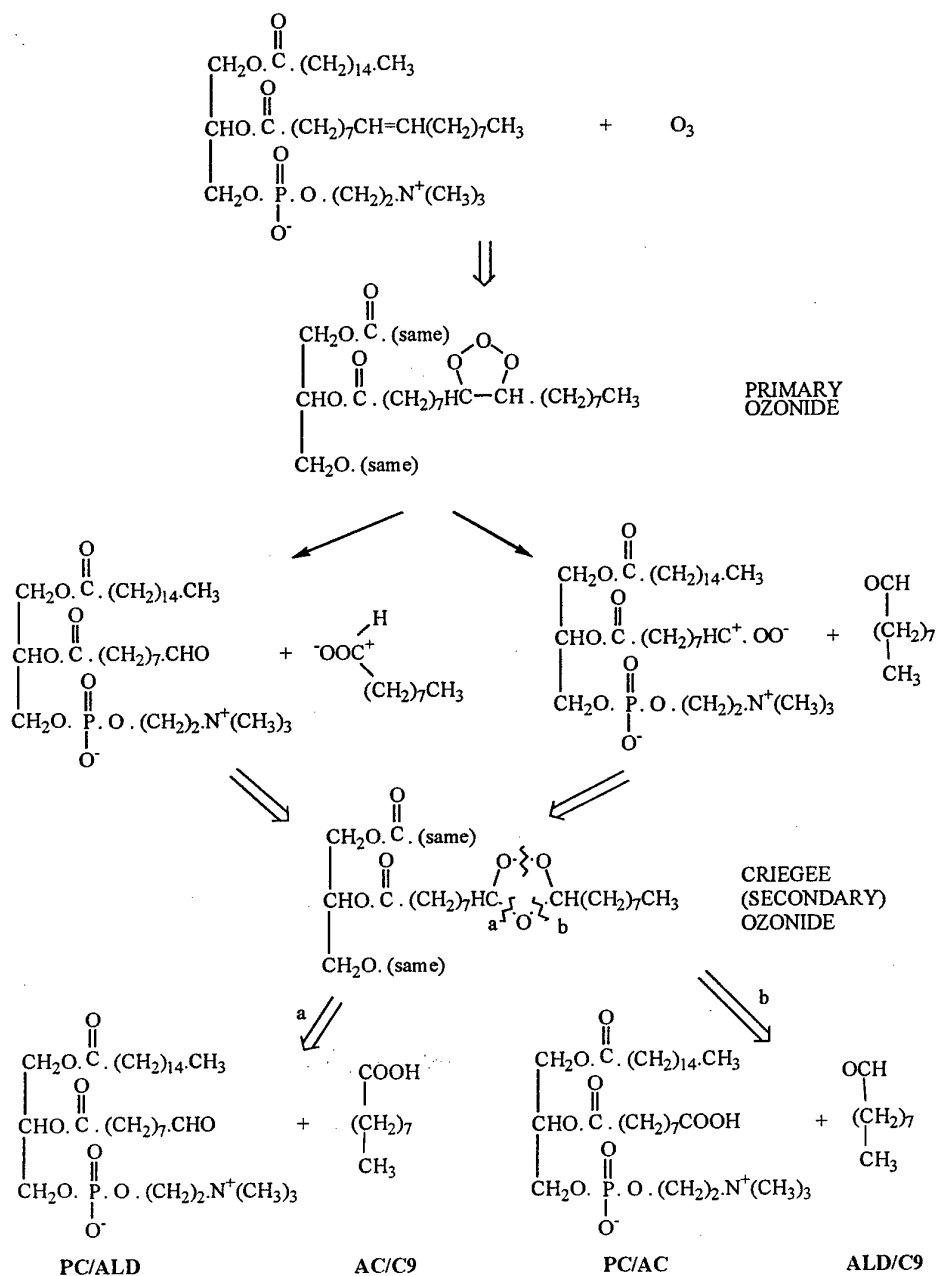 O
CH₂O.C.(CH₂)₁₄.CH₃
O
CHO.C.(CH₂)₇CH=CH(CH₂)₇CH₃ + O₃
O
CH₂O.P.O.(CH₂)₂.N⁺(CH₃)₃
O⁻
O
CH₂O.C.(same)
O O O
O
CHO.C.(CH₂)₇HC—CH.(CH₂)₇CH₃
CH₂O.(same)
PRIMARY
OZONIDE
O
CH₂O.C.(CH₂)₁₄.CH₃
O
CHO.C.(CH₂)₇.CHO
O
CH₂O.P.O.(CH₂)₂.N⁺(CH₃)₃
O⁻
+
H
⁻OOC⁺
(CH₂)₇CH₃
O
CH₂O.C.(CH₂)₁₄.CH₃
O
CHO.C.(CH₂)₇HC⁺.OO⁻
O
CH₂O.P.O.(CH₂)₂.N⁺(CH₃)₃
O⁻
+
OCH
(CH₂)₇
CH₃
O
CH₂O.C.(same)
O O
O
CHO.C.(CH₂)₇HC CH(CH₂)₇CH₃
a O b
CH₂O.(same)
CRIEGEE
(SECONDARY)
OZONIDE
a
b
O
CH₂O.C.(CH₂)₁₄.CH₃
O
CHO.C.(CH₂)₇.CHO
O
CH₂O.P.O.(CH₂)₂.N⁺(CH₃)₃
O⁻
+
COOH
(CH₂)₇
CH₃
O
CH₂O.C.(CH₂)₁₄.CH₃
O
CHO.C.(CH₂)₇COOH
O
CH₂O.P.O.(CH₂)₂.N⁺(CH₃)₃
O⁻
+
OCH
(CH₂)₇
CH₃
PC/ALD AC/C9 PC/AC ALD/C9